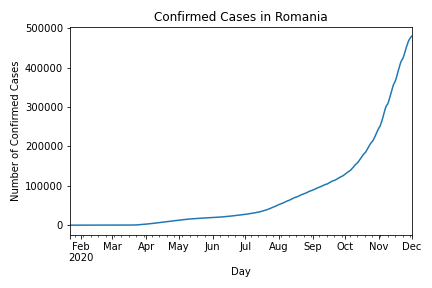 Confirmed Cases in Romania
500000
400000
300000
200000
100000
0
Number of Confirmed Cases
Feb Mar Apr May Jun Jul Aug Sep Oct Nov Dec
2020
Day